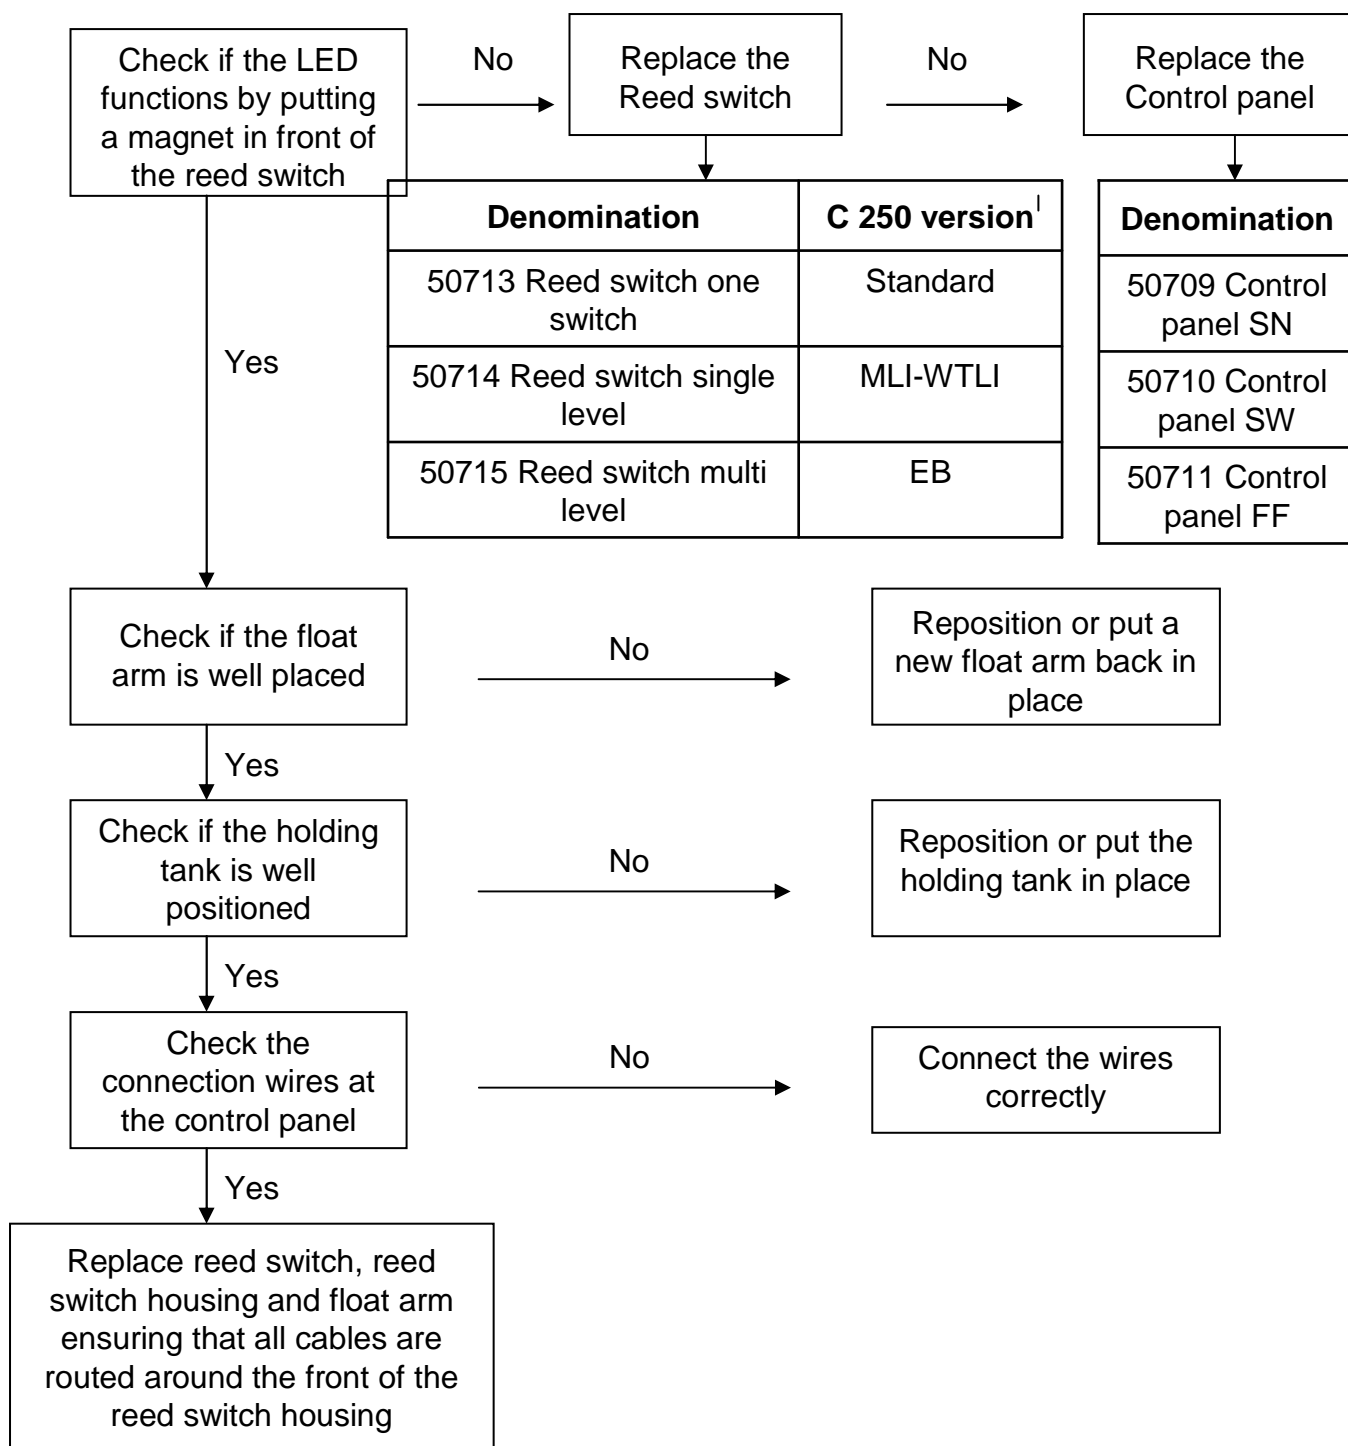 Check if the LED
functions by putting
a magnet in front of
the reed switch
No
Replace the
Reed switch
No
Replace the
Control panel
Denomination
C 250 version
50713 Reed switch one
switch
Standard
50714 Reed switch single
level
MLI-WTLI
50715 Reed switch multi
level
EB
Denomination
50709 Control
panel SN
50710 Control
panel SW
50711 Control
panel FF
Yes
Check if the float
arm is well placed
No
Reposition or put a
new float arm back in
place
Yes
Check if the holding
tank is well
positioned
No
Reposition or put the
holding tank in place
Yes
Check the
connection wires at
the control panel
No
Connect the wires
correctly
Yes
Replace reed switch, reed
switch housing and float arm
ensuring that all cables are
routed around the front of the
reed switch housing